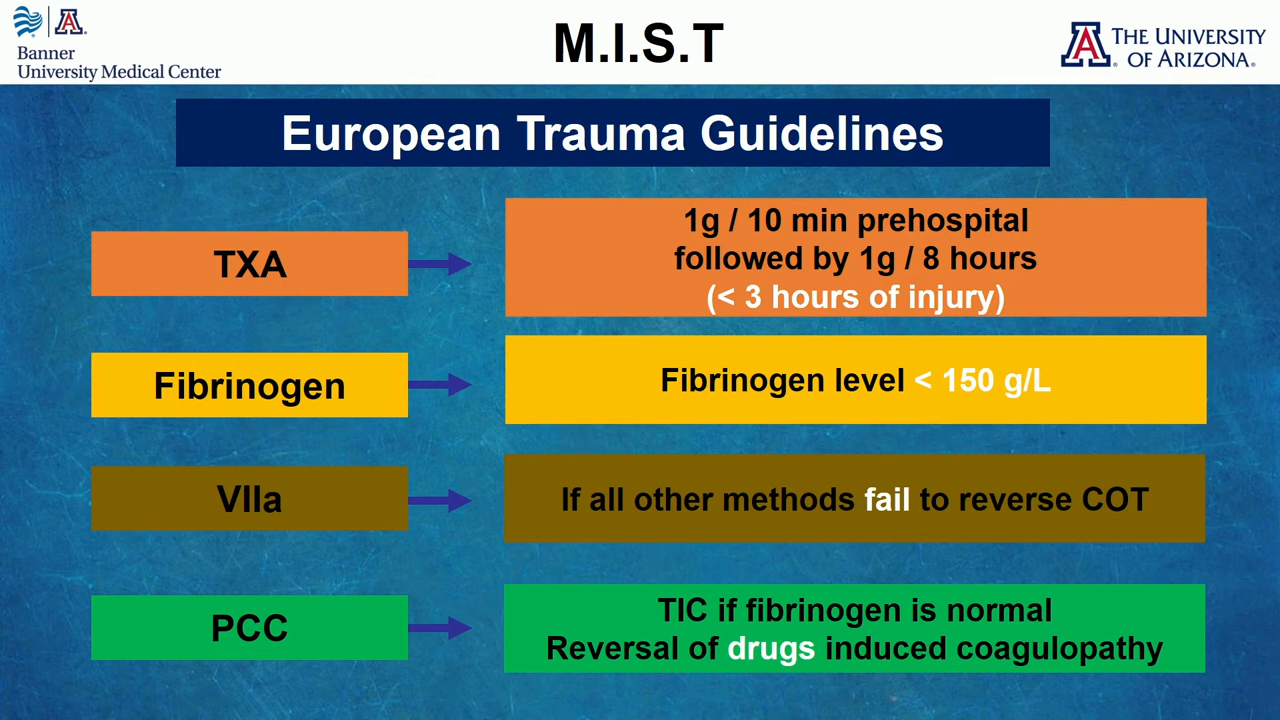 Banner
University Medical Center
M.I.S.T
THE UNIVERSITY
OF ARIZONA.
European Trauma Guidelines
TXA
1g / 10 min prehospital
followed by 1g / 8 hours
(< 3 hours of injury)
Fibrinogen
Fibrinogen level < 150 g/L
VIIa
If all other methods fail to reverse COT
PCC
TIC if fibrinogen is normal
Reversal of drugs induced coagulopathy